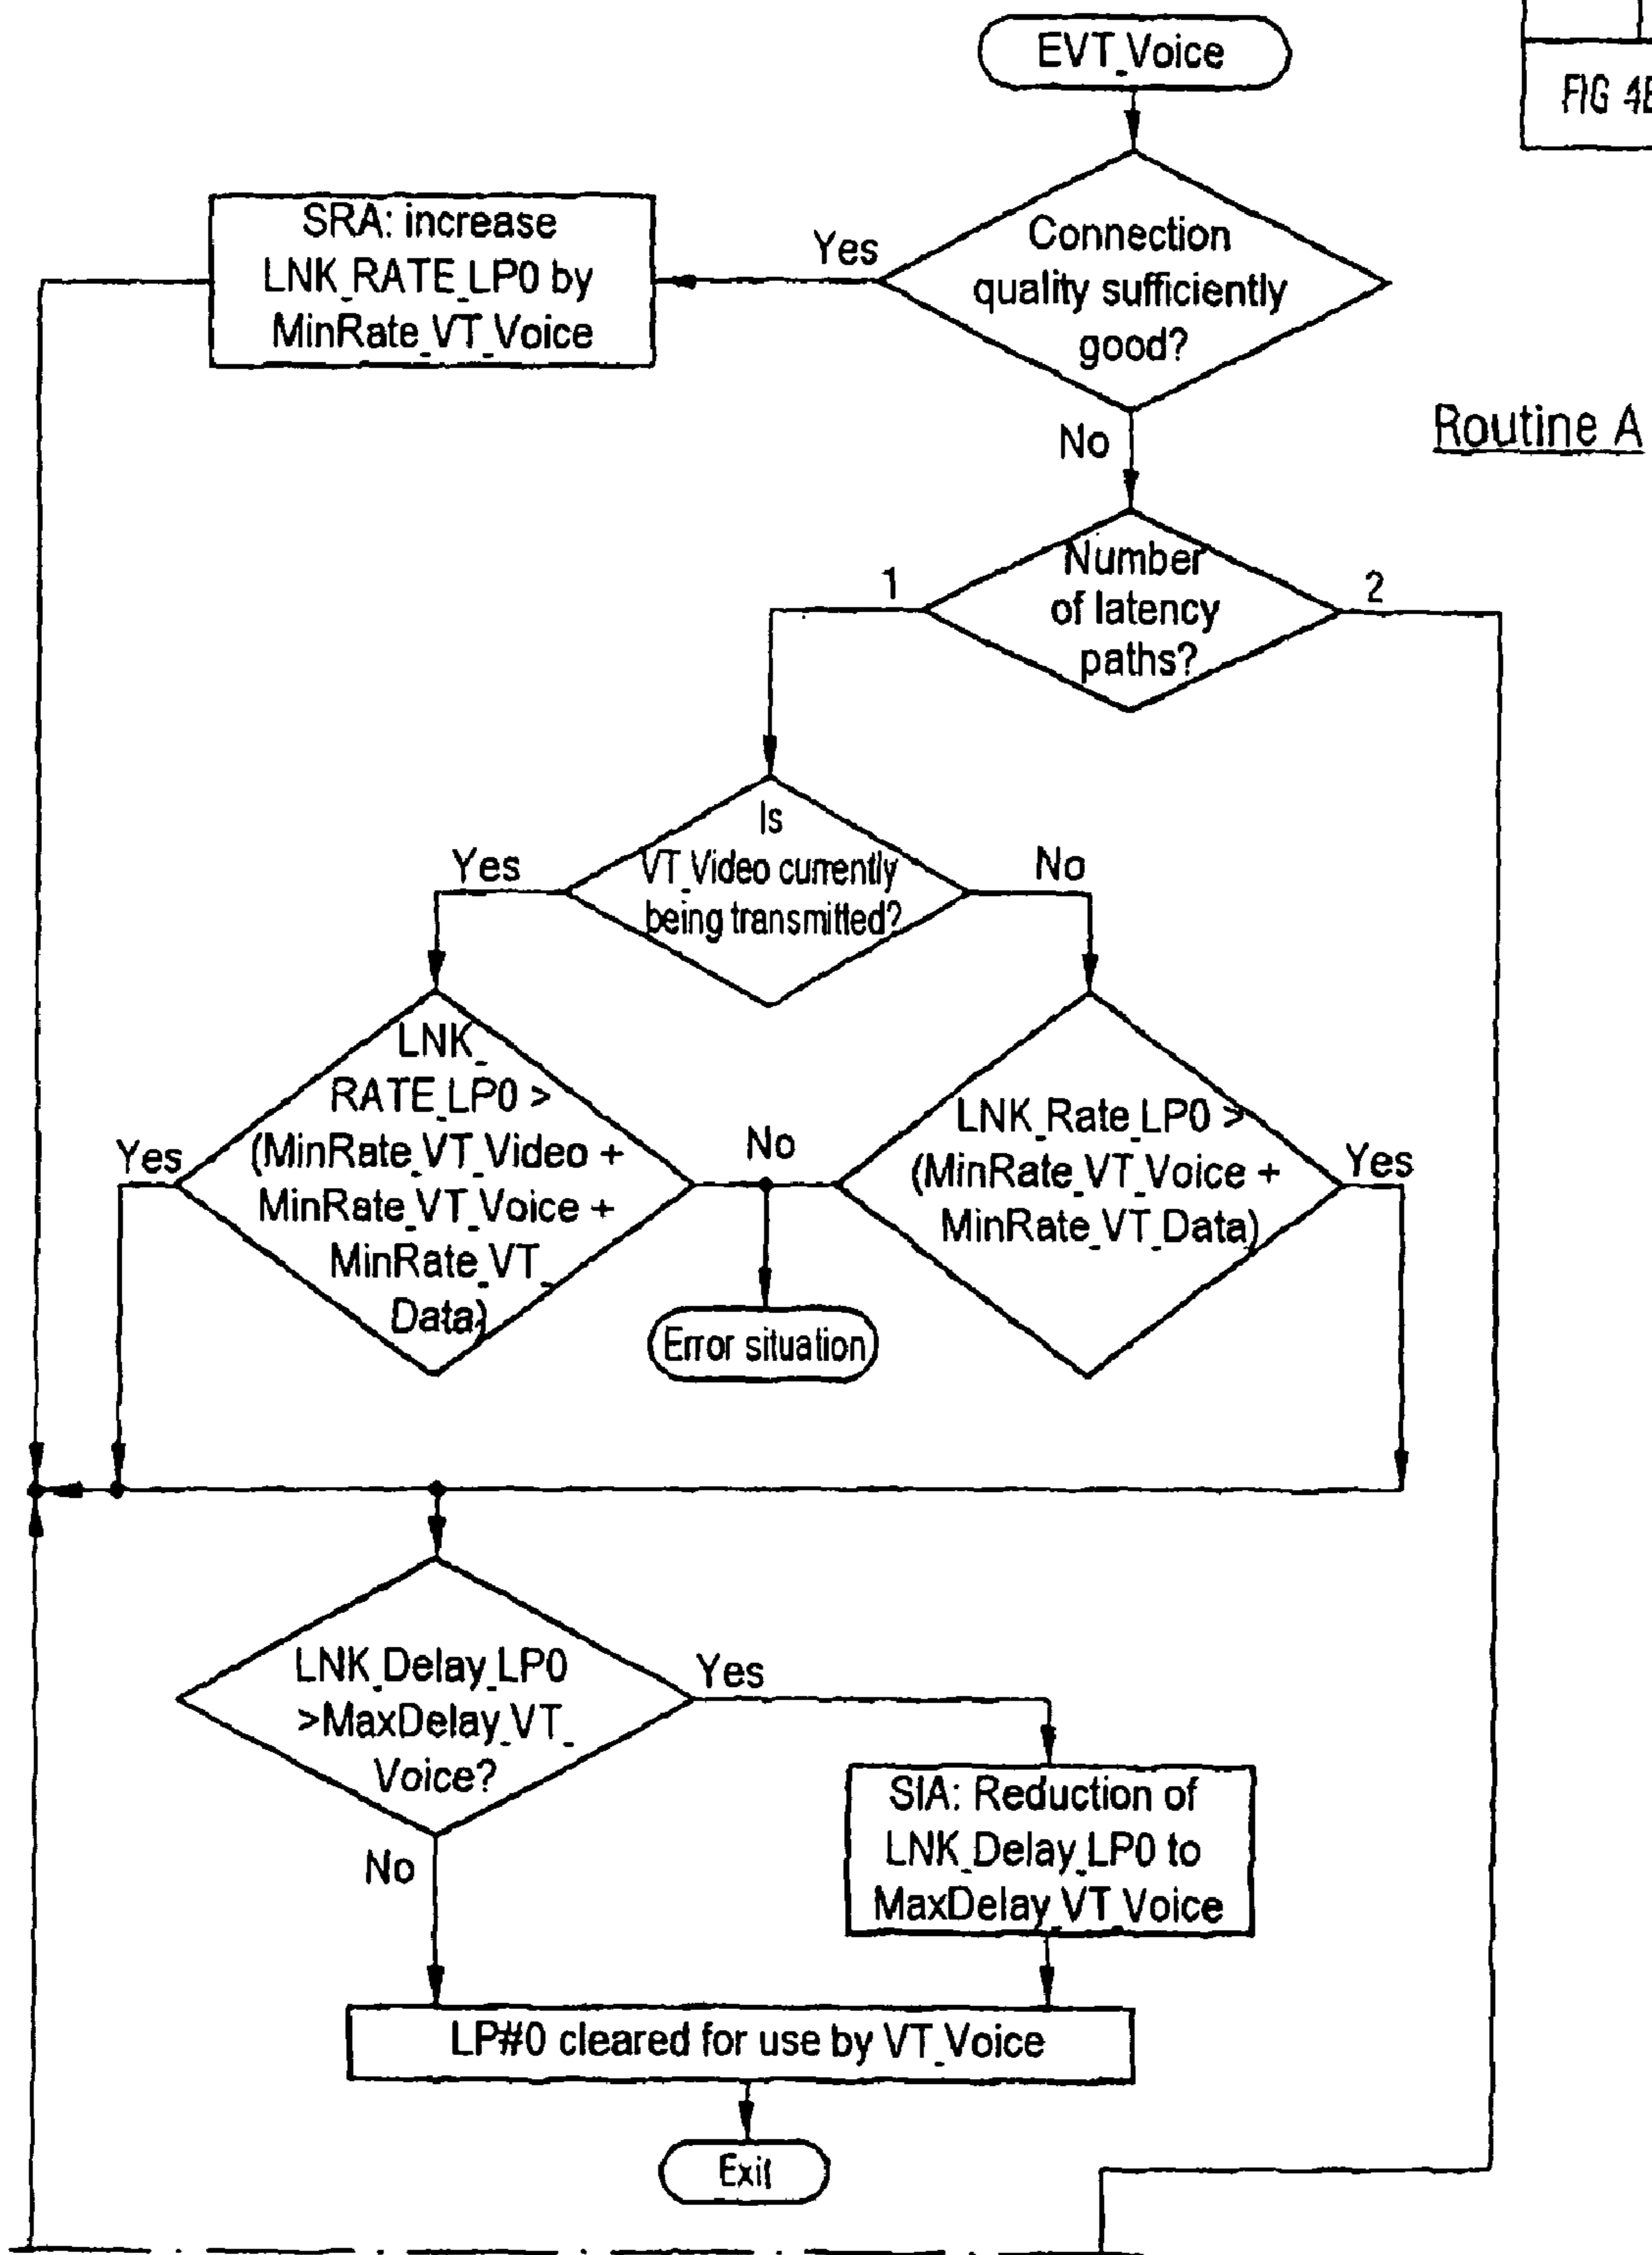 EVT_Voice
FIG 4B
SRA: increase
LNK_RATE_LP0 by
MinRate_VT_Voice
Yes
Connection
quality sufficiently
good?
No
Routine A
1
Number
of latency
paths?
2
Yes
Is
VT_Video currently
being transmitted?
No
LNK_
RATE_LP0 >
(MinRate_VT_Video +
MinRate_VT_Voice +
MinRate_VT_
Data)
Yes
No
LNK_Rate_LP0 >
(MinRate_VT_Voice +
MinRate_VT_Data)
Yes
Error situation
LNK_Delay_LP0
>MaxDelay_VT_
Voice?
Yes
No
SIA: Reduction of
LNK_Delay_LP0 to
MaxDelay_VT_Voice
LP#0 cleared for use by VT_Voice
Exit